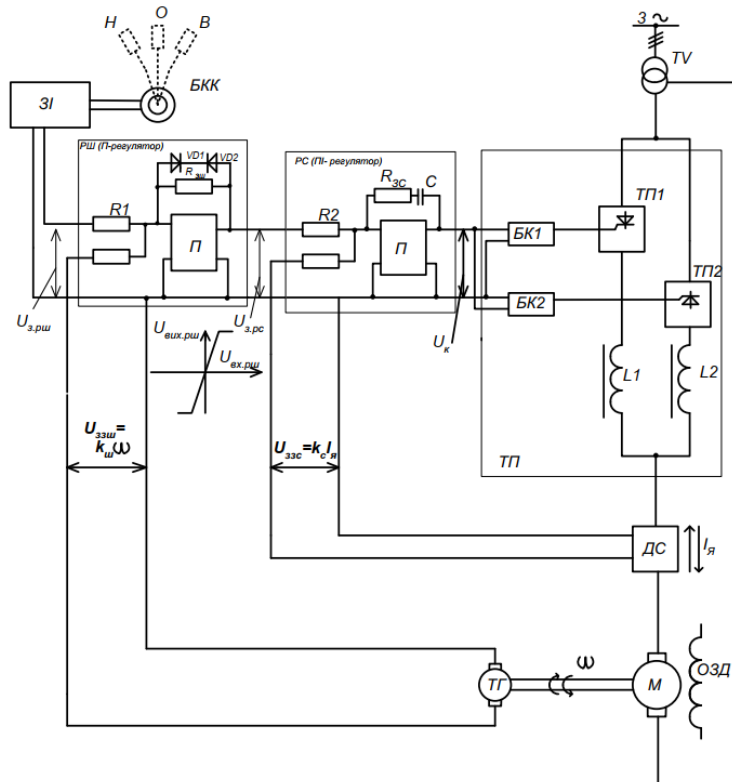 Н
О
В
БКК
ЗІ
3 ~
TV
РШ (П-регулятор)
VD1
VD2
R зш
R1
П
U з.рш
РС (ПІ- регулятор)
R ЗС
C
R2
П
U з.рс
U к
БК1
БК2
ТП1
ТП2
L1
L2
ТП
U вих.рш
U вх.рш
U ззш =
k ш ω
U ззс =k c I я
ДС
I Я
ТГ
ω
М
ОЗД